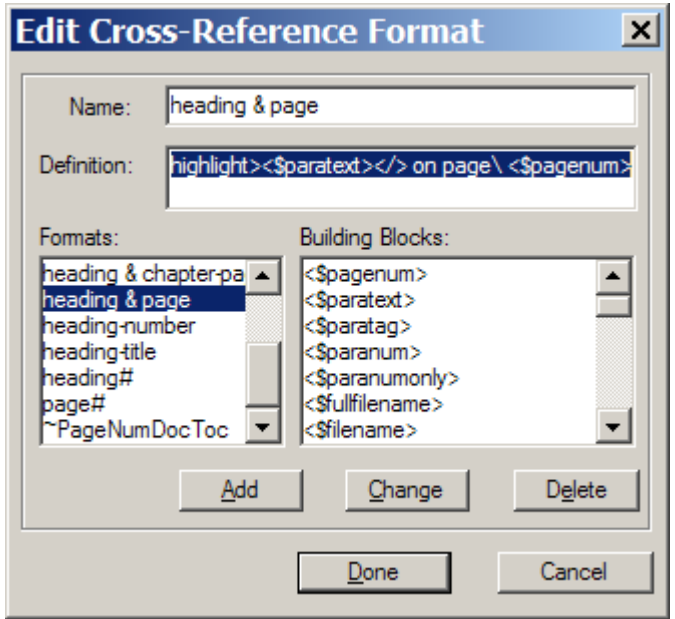 Edit Cross-Reference Format
Name: heading & page
Definition: highlight><$paratext></> on page\ <$pagenum>
Formats: Building Blocks:
heading & chapter-pa <$pagenum>
heading & page <$paratext>
heading-number <$paratag>
heading-title <$paranum>
heading# <$paranumonly>
page# <$fullfilename>
~PageNumDocToc <$filename>
Add Change Delete
Done Cancel